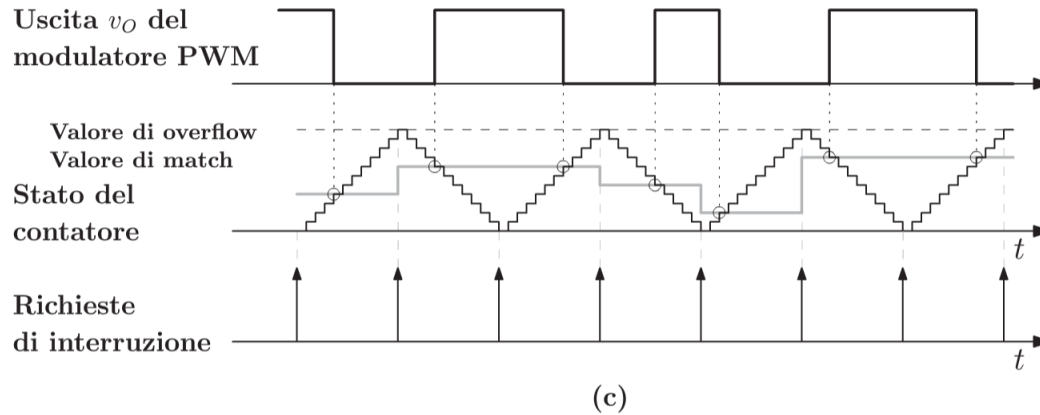 Uscita v_O del
modulatore PWM
Valore di overflow
Valore di match
Stato del
contatore
t
Richieste
di interruzione
t
(c)